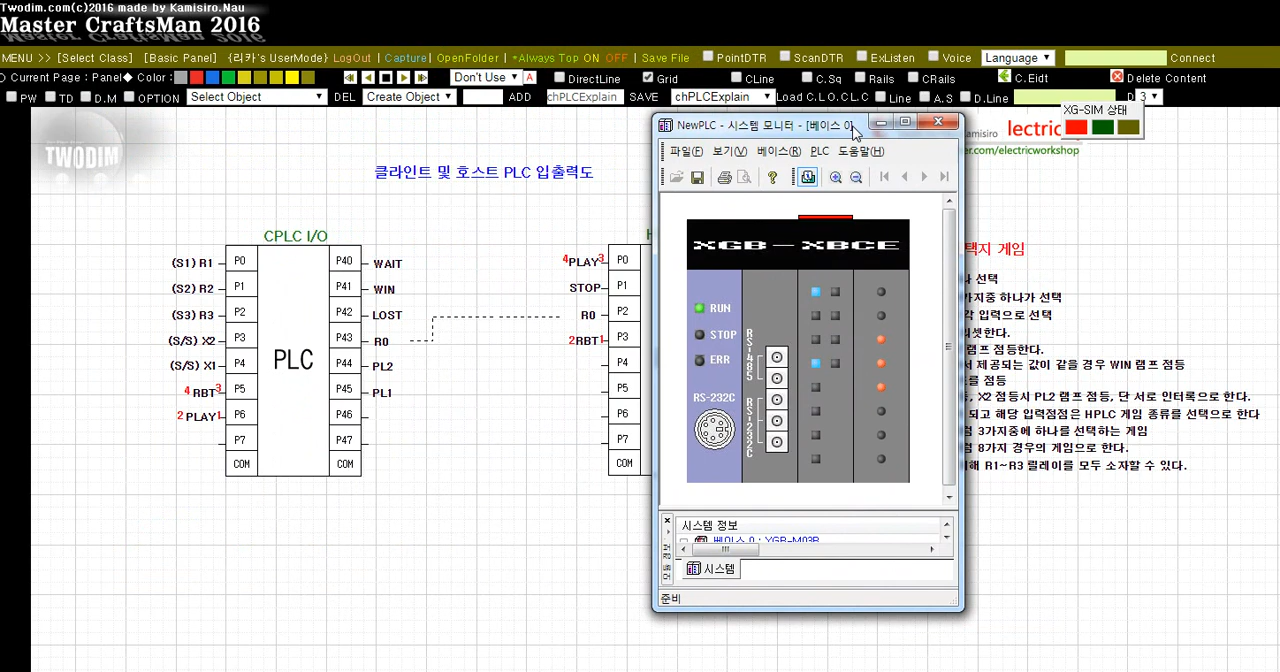 Twodim.com(c)2016 made by Kamisiro.Nau
Master CraftsMan 2016
MENU >> [Select Class] [Basic Panel] {리카's UserMode} LogOut | Capture| OpenFolder | *Always Top ON OFF | Save File PointDTR ScanDTR ExListen Voice Language Connect
Current Page : Panel◆ Color : Don't Use A DirectLine Grid CLine C.Sq Rails CRails C.Eidt Delete Content
PW TD D.M OPTION Select Object DEL Create Object ADD chPLCExplain SAVE chPLCExplain Load C.L.O.C.L.C Line A.S D.Line D 3
XG-SIM 상태
TWODIM
amisiro lectric
er.com/electricworkshop
클라인트 및 호스트 PLC 입출력도
CPLC I/O
(S1) R1 P0 P40 WAIT
(S2) R2 P1 P41 WIN
(S3) R3 P2 P42 LOST
(S/S) X2 P3 P43 R0
(S/S) X1 P4 P44 PL2
4 RBT 3 P5 P45 PL1
2 PLAY 1 P6 P46
P7 P47
COM COM
PLC
4 PLAY 3 P0
STOP P1
R0 P2
2 RBT 1 P3
P4
P5
P6
P7
COM
NewPLC - 시스템 모니터 - [베이스 0]
파일(F) 보기(V) 베이스(R) PLC 도움말(H)
XGB - XBCE
RUN
STOP
ERR
RS-485
RS-232C
RS-232C
시스템 정보
베이스 0 : XGB-M03B
시스템
준비
택지 게임
나 선택
가지중 하나가 선택
각 입력으로 선택
리셋한다.
램프 점등한다.
서 제공되는 값이 같을 경우 WIN 램프 점등
를 점등
, X2 점등시 PL2 램프 점등, 단 서로 인터록으로 한다.
되고 해당 입력점점은 HPLC 게임 종류를 선택으로 한다
럼 3가지중에 하나를 선택하는 게임
럼 8가지 경우의 게임으로 한다.
해 R1~R3 릴레이를 모두 소자할 수 있다.